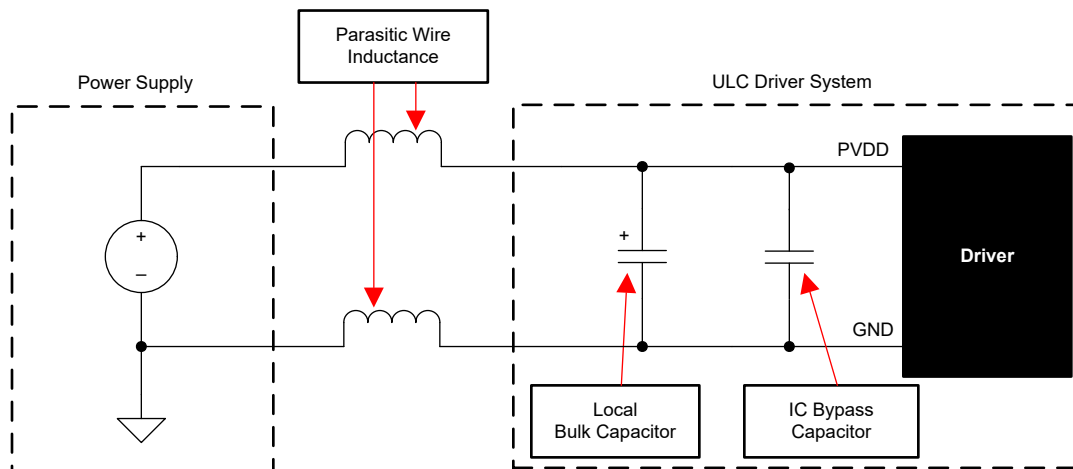 Parasitic Wire
Inductance
Power Supply
ULC Driver System
PVDD
+
–
+
Driver
GND
Local
Bulk Capacitor
IC Bypass
Capacitor